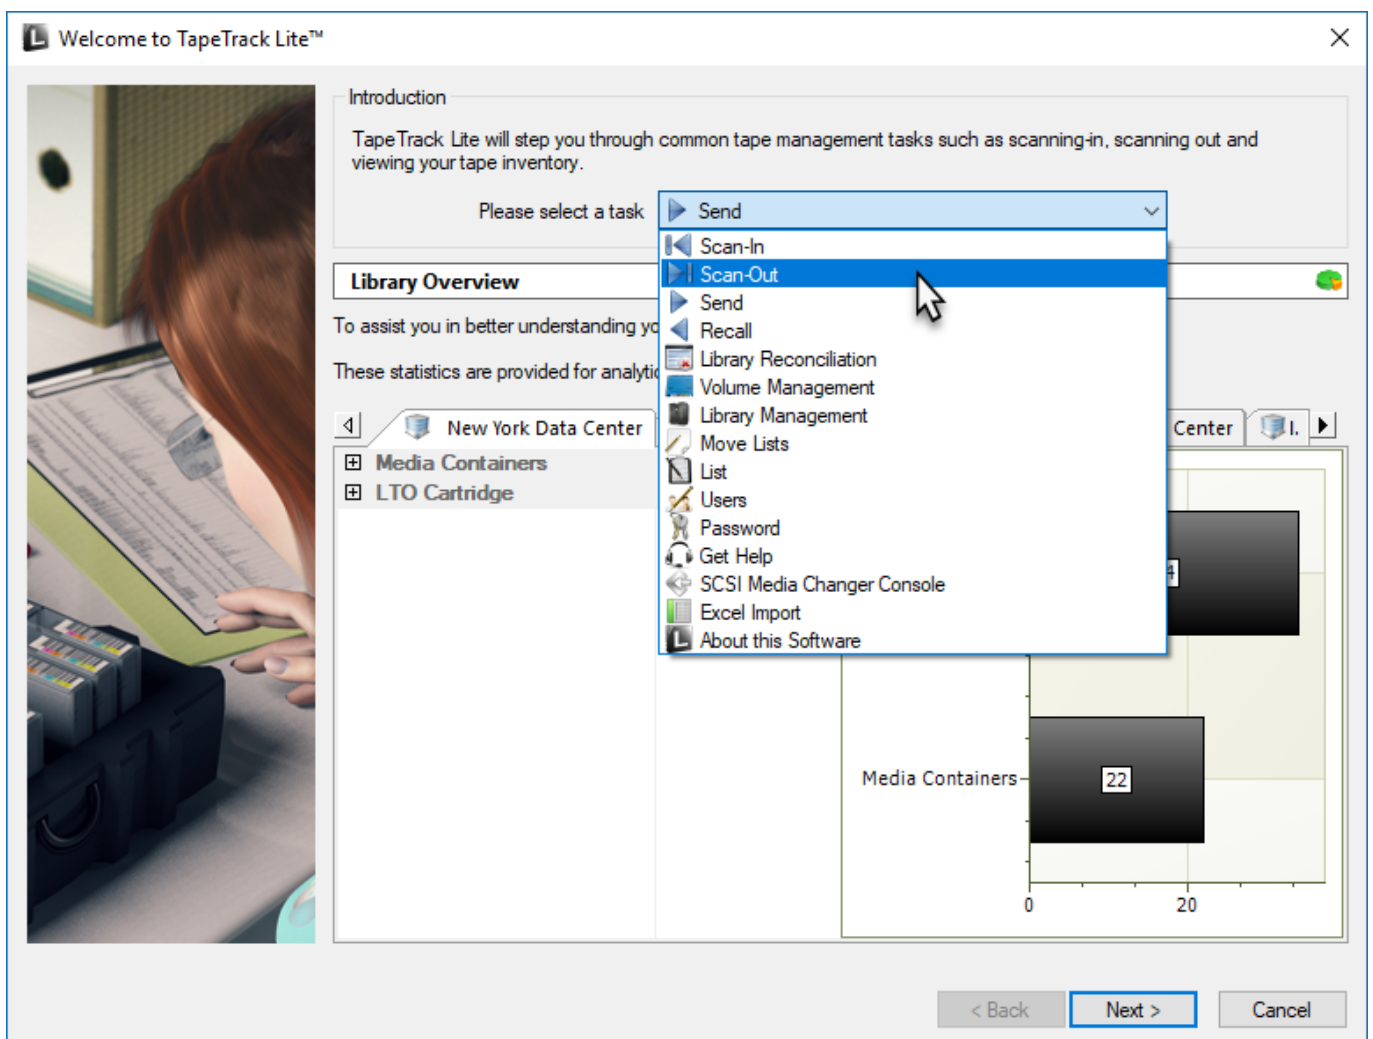 Welcome to TapeTrack Lite™
Introduction
TapeTrack Lite will step you through common tape management tasks such as scanning-in, scanning out and
viewing your tape inventory.
Please select a task
Send
Scan-In
Scan-Out
Send
Recall
Library Reconciliation
Volume Management
Library Management
Move Lists
List
Users
Password
Get Help
SCSI Media Changer Console
Excel Import
About this Software
Library Overview
To assist you in better understanding
These statistics are provided for
New York Data Center
Center
Media Containers
LTO Cartridge
4
Media Containers
22
0
20
< Back
Next >
Cancel